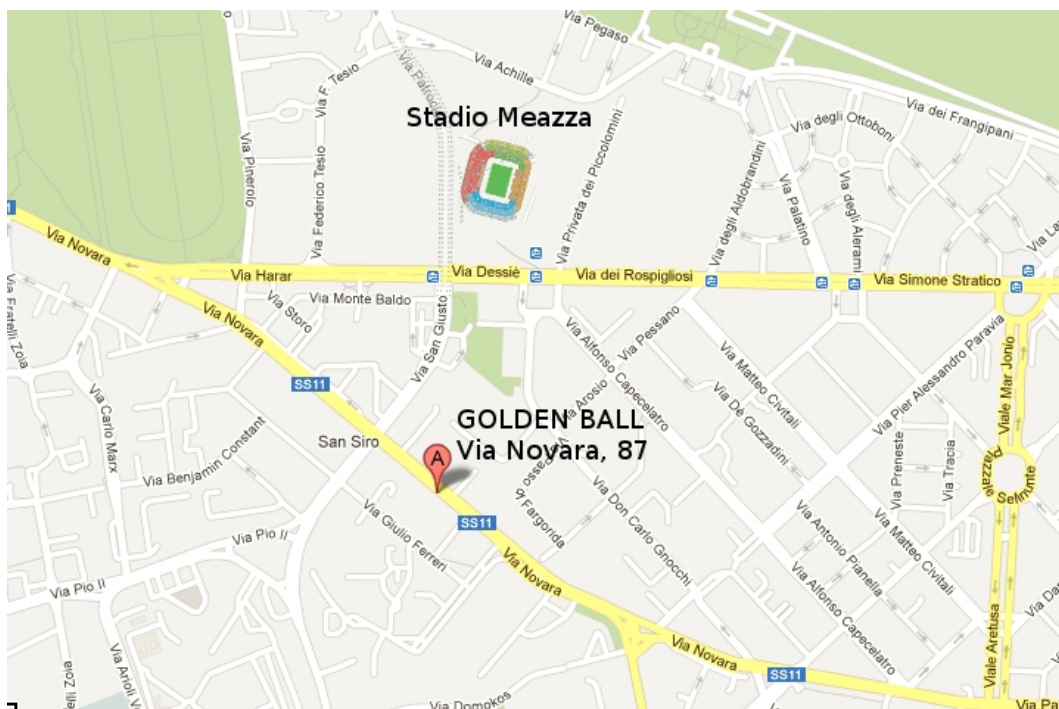 Via Pegaso
Via Achille
Via Patroclo
Via F. Tesio
Via dei Frangipani
Via degli Ottoboni
Stadio Meazza
Via Pinerolo
Via Federico Tesio
Via Privata dei Piccolomini
Via degli Aldobrandini
Via Palatino
Via degli Alerami
Via Novara
Via Harar
Via Dessiè
Via dei Rospigliosi
Via Simone Stratico
Via Monte Baldo
Via Storo
Via Novara
Via San Giusto
Via Fratelli Zoia
Via Pessano
Via Alfonso Capecelatro
Via Matteo Civitali
Via Pier Alessandro Paravia
Viale Mar Jonio
SS11
Via Carlo Marx
Via Dè Gozzadini
Via Arosio
GOLDEN BALL
Via Novara, 87
San Siro
A
Via Benjamin Constant
Via Preneste
Via Tracia
Piazzale Selinunte
Via Giulio Ferreri
SS11
Fargorida
Via Don Carlo Gnocchi
Via Antonio Pianella
Via Matteo Civitali
Via Pio II
Via Pio II
Via Novara
Via Alfonso Capecelatro
Viale Aretusa
Via Novara
SS11
Via Arioli
Via Domokos
Via Pa